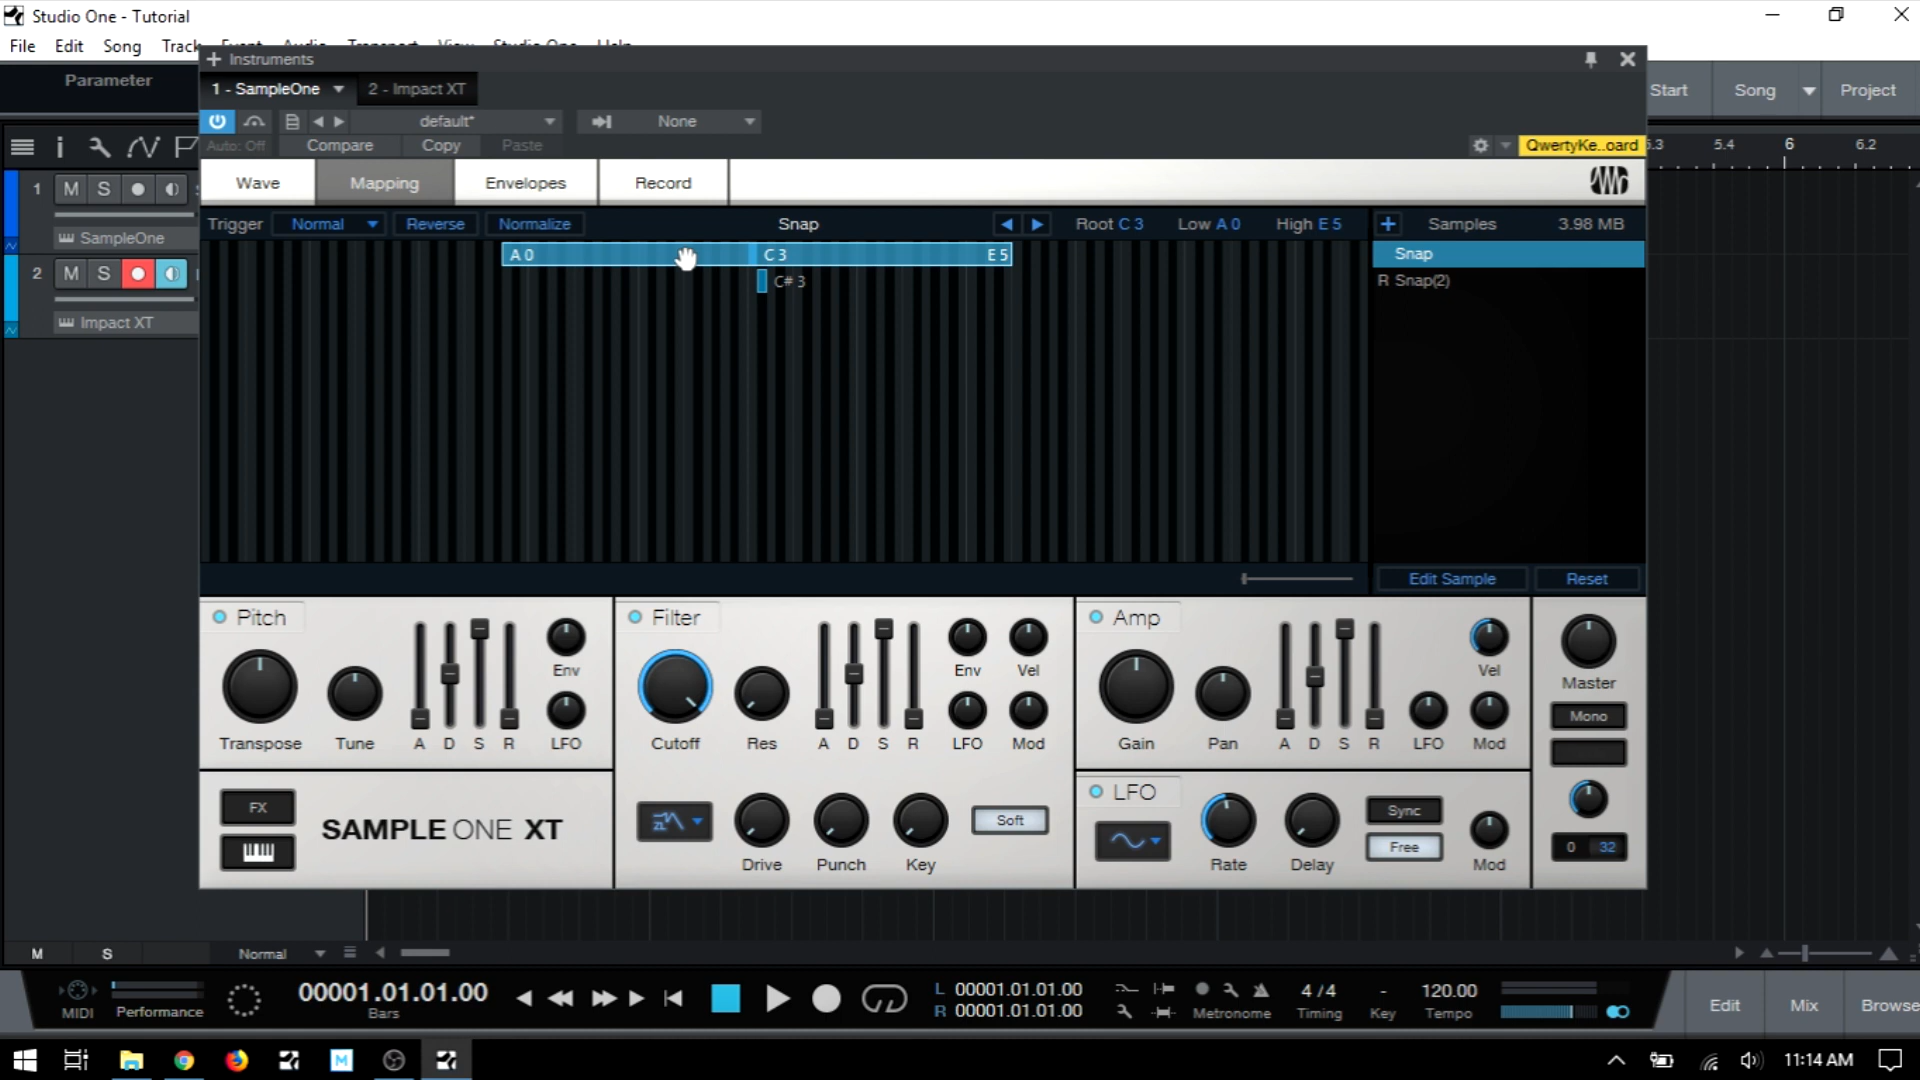 Studio One - Tutorial
File Edit Song Track
Parameter
Instruments
1 - SampleOne 2 - Impact XT
Start Song Project
default* None
Auto: Off Compare Copy Paste
QwertyKe..oard 5.3 5.4 6 6.2
Wave Mapping Envelopes Record
1 M S
SampleOne
2 M S
Impact XT
Trigger Normal Reverse Normalize Snap Root C 3 Low A 0 High E 5 Samples 3.98 MB
A 0 C 3 E 5 Snap
C# 3 R Snap(2)
Edit Sample Reset
Pitch Filter Amp
Env Env Vel Vel
Master
Mono
Transpose Tune A D S R LFO Cutoff Res A D S R LFO Mod Gain Pan A D S R LFO Mod
LFO
FX
SAMPLE ONE XT
Soft
Sync
Free
0 32
Drive Punch Key Rate Delay Mod
M S Normal
MIDI Performance 00001.01.01.00
Bars
L 00001.01.01.00
R 00001.01.01.00
Metronome
4 / 4
Timing
-
Key
120.00
Tempo
Edit Mix Browse
11:14 AM